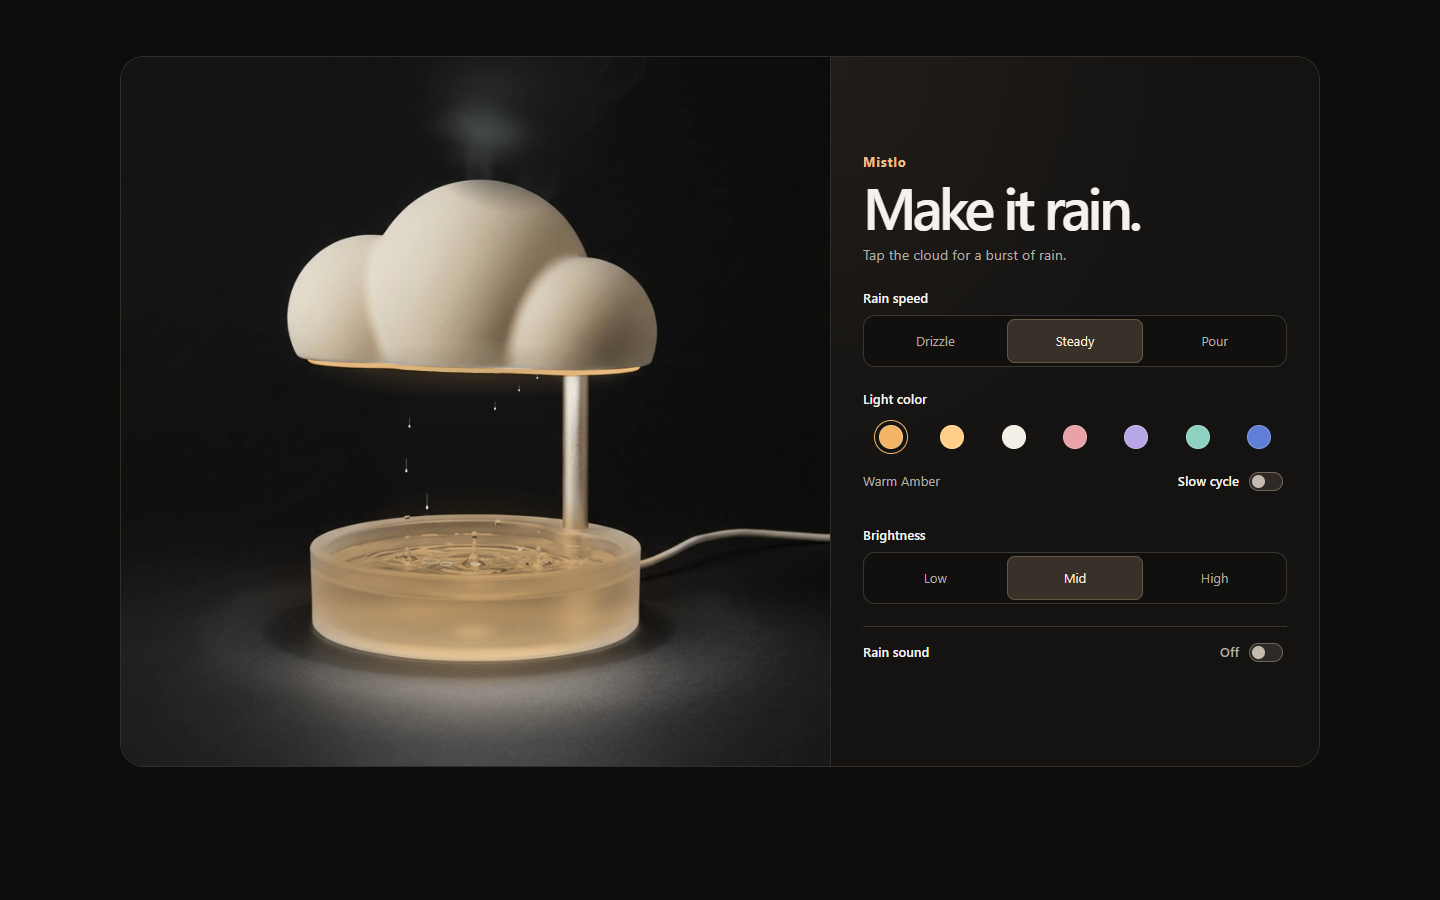 Mistlo
Make it rain.
Tap the cloud for a burst of rain.
Rain speed
Drizzle Steady Pour
Light color
Warm Amber Slow cycle
Brightness
Low Mid High
Rain sound Off